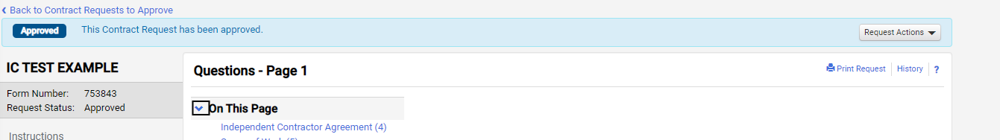 Back to Contract Requests to Approve
Approved This Contract Request has been approved. Request Actions
IC TEST EXAMPLE
Form Number: 753843
Request Status: Approved
Instructions
Questions - Page 1
Print Request History ?
On This Page
Independent Contractor Agreement (4)